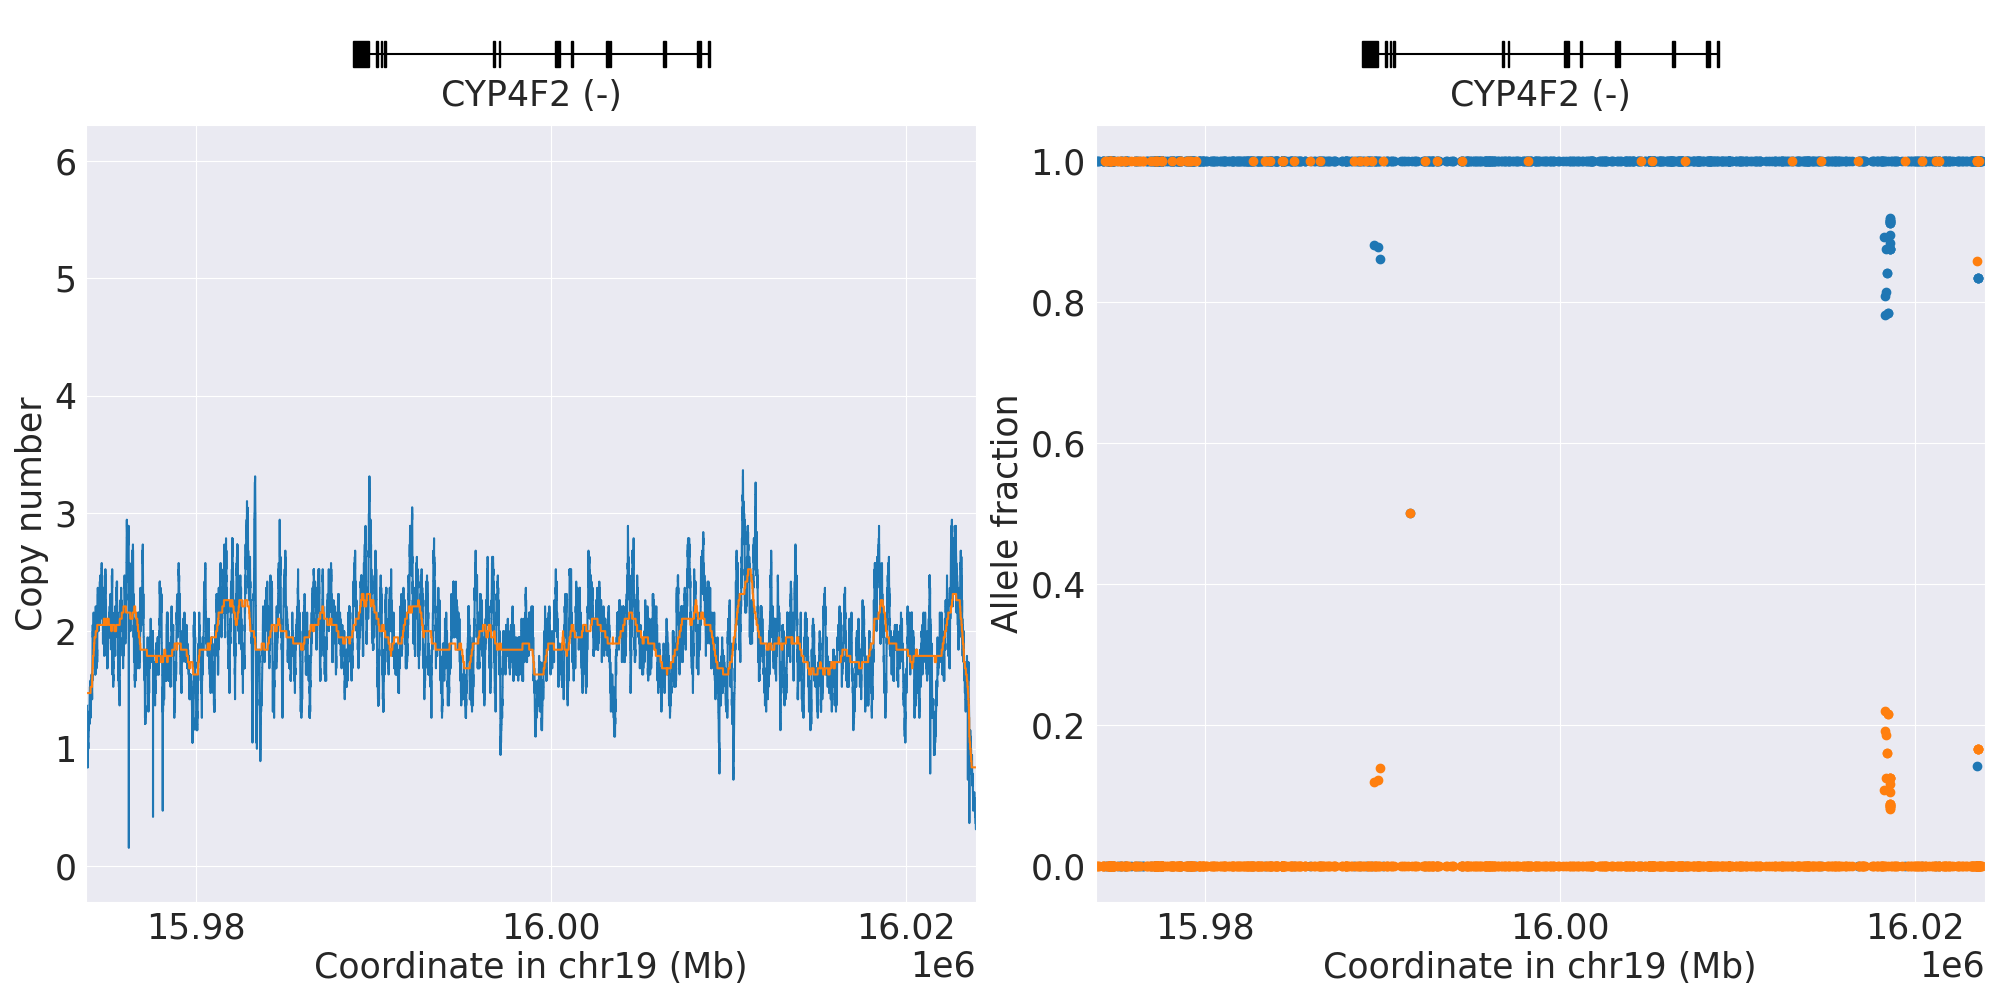 CYP4F2 (-)
6
5
4
3
2
1
0
Copy number
15.98
16.00
16.02
Coordinate in chr19 (Mb)
1e6
CYP4F2 (-)
1.0
0.8
0.6
0.4
0.2
0.0
Allele fraction
15.98
16.00
16.02
Coordinate in chr19 (Mb)
1e6